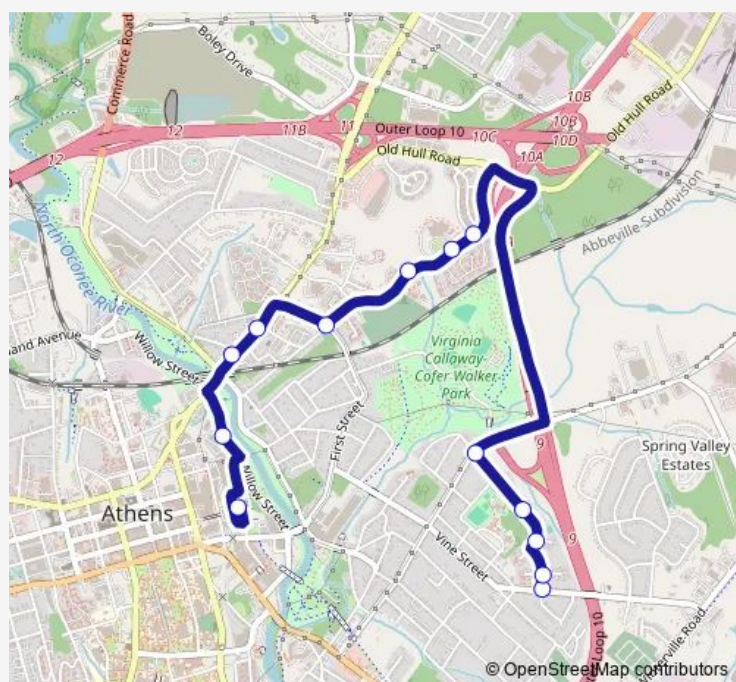 Commerce Road
Boley Drive
10B
12
12
11B
11
Outer Loop 10
10C
10B
10D
10A
Old Hull Road
Old Hull Road
Abbeville Subdivision
North Oconee River
Willow Street
Virginia
Callaway
Cofer Walker
Park
First Street
9
Spring Valley
Estates
Willow Street
Athens
Vine Street
9
© OpenStreetMap contributors